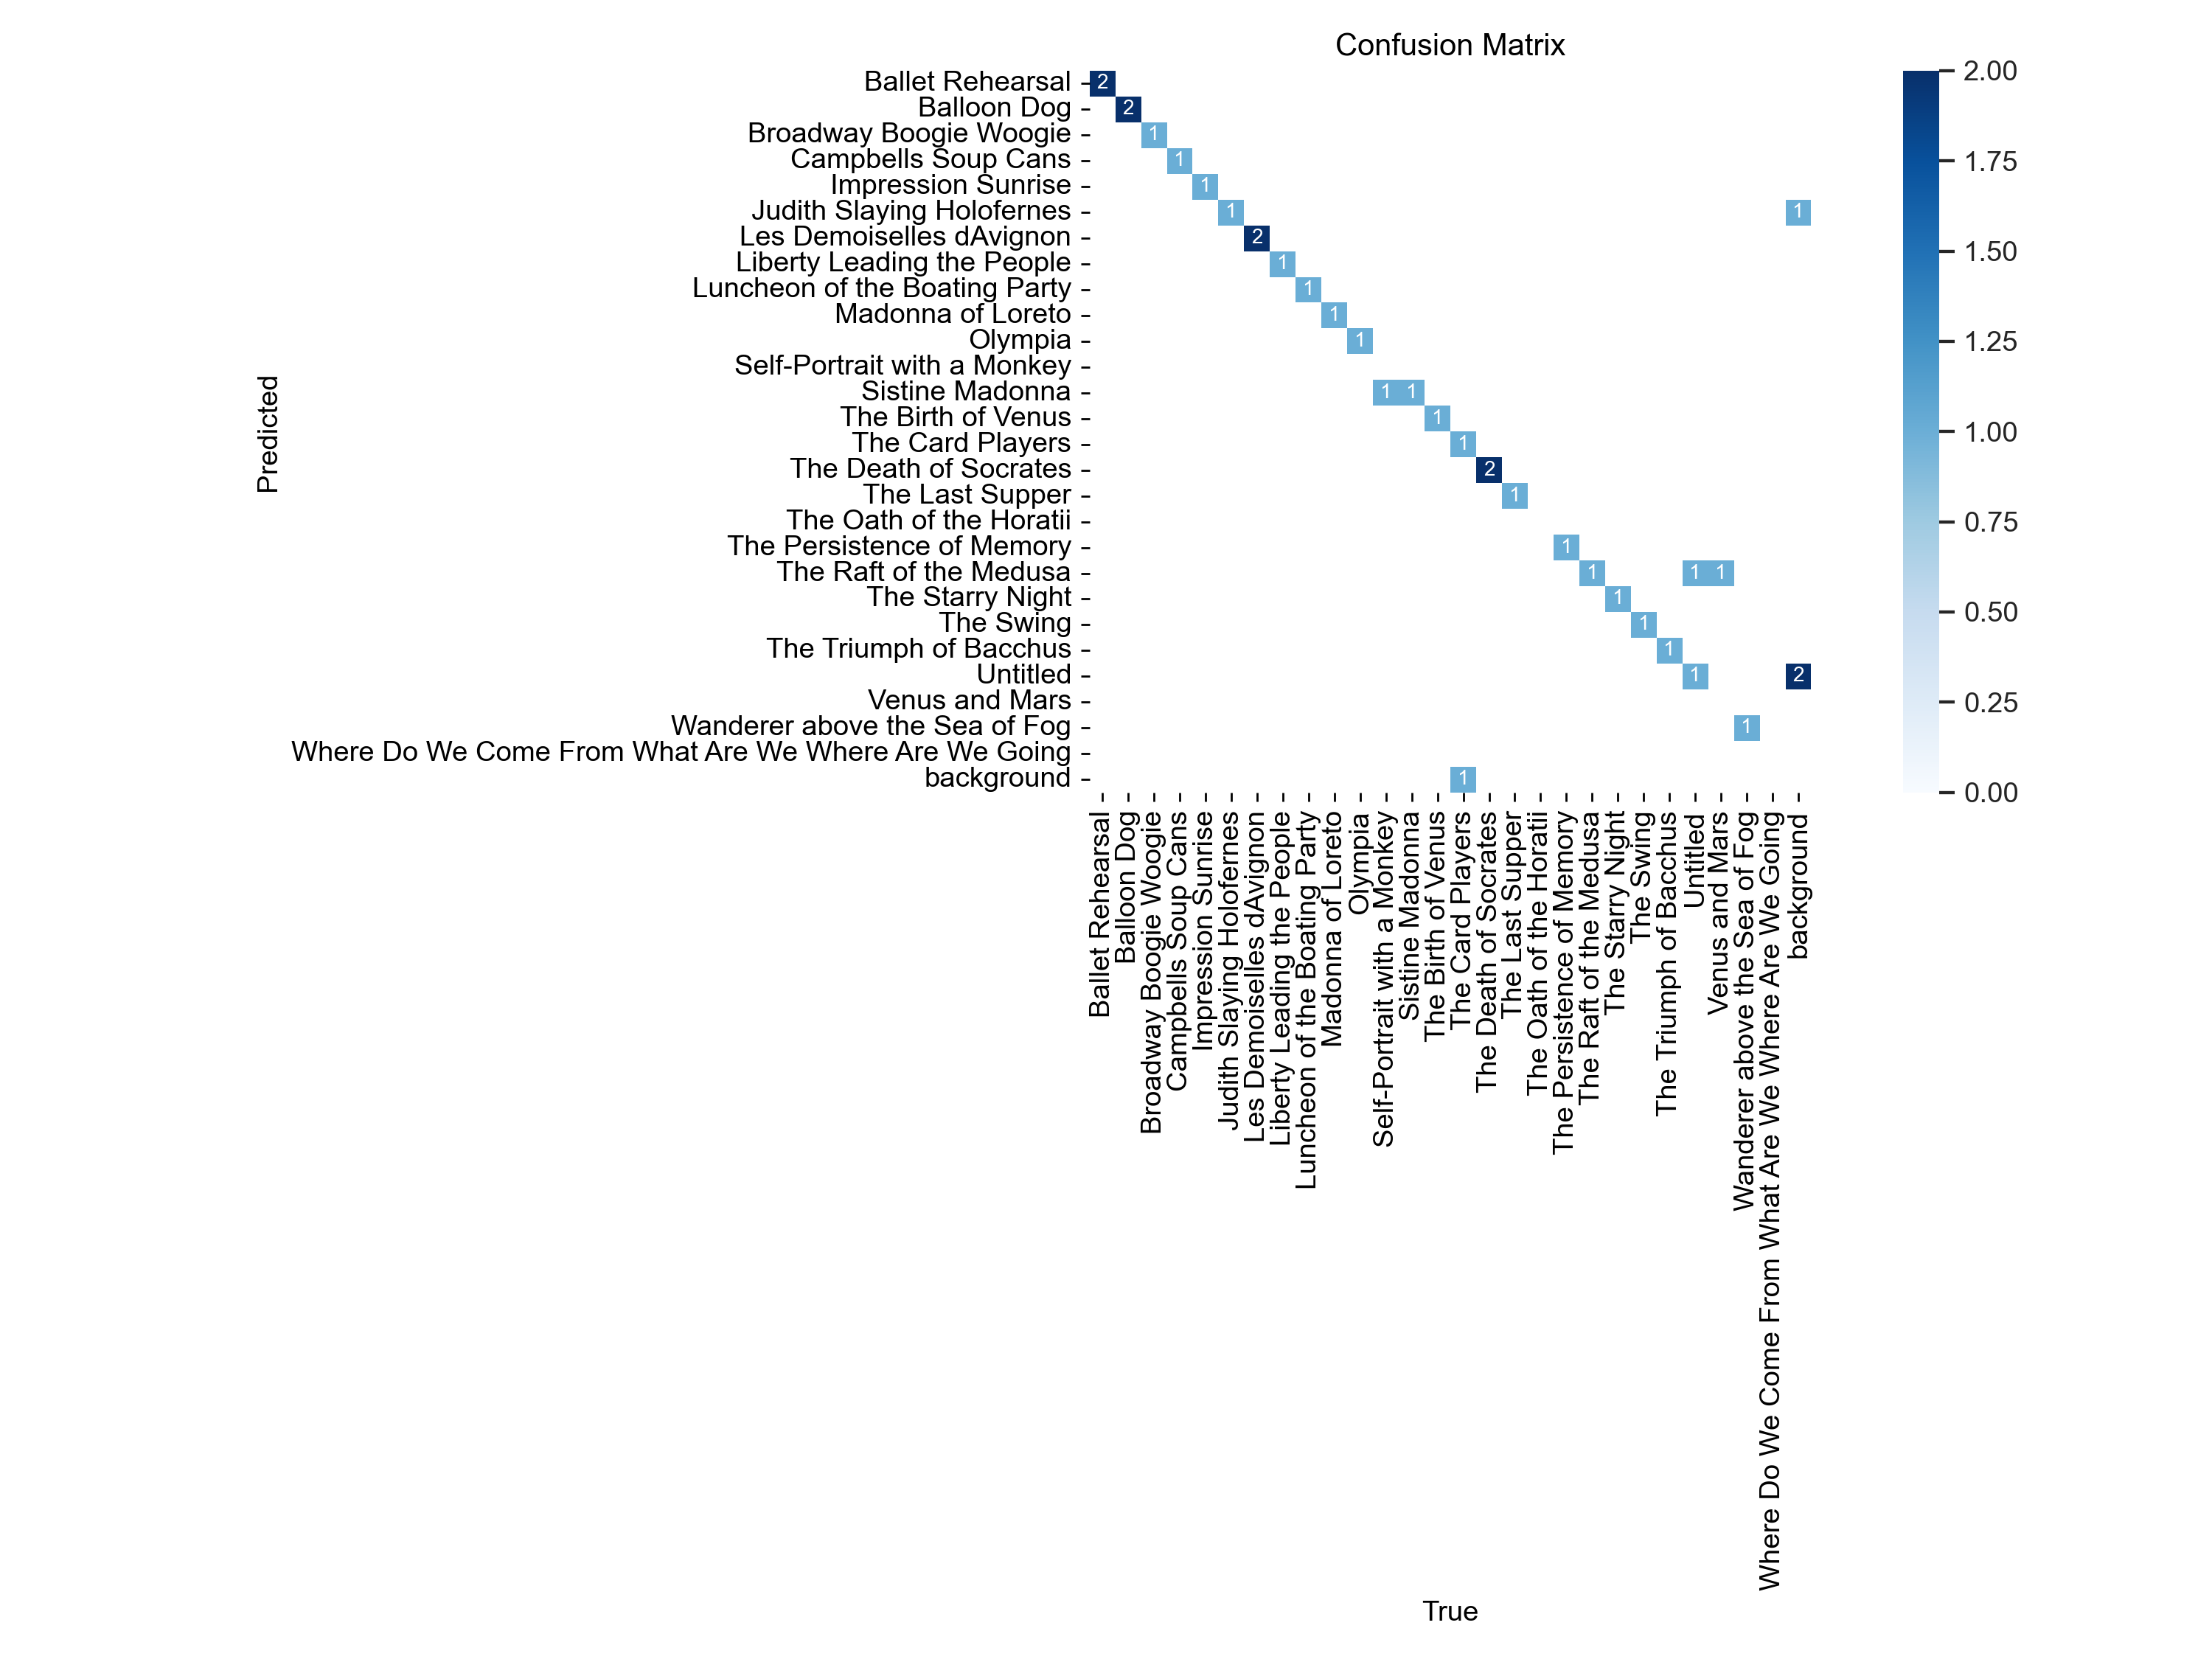 Confusion Matrix
Ballet Rehearsal 2
Balloon Dog 2
Broadway Boogie Woogie 1
Campbells Soup Cans 1
Impression Sunrise 1
Judith Slaying Holofernes 1 1
Les Demoiselles dAvignon 2
Liberty Leading the People 1
Luncheon of the Boating Party 1
Madonna of Loreto 1
Olympia 1
Self-Portrait with a Monkey
Sistine Madonna 1 1
The Birth of Venus 1
The Card Players 1
The Death of Socrates 2
The Last Supper 1
The Oath of the Horatii
The Persistence of Memory 1
The Raft of the Medusa 1 1 1
The Starry Night 1
The Swing 1
The Triumph of Bacchus 1
Untitled 1 2
Venus and Mars
Wanderer above the Sea of Fog 1
Where Do We Come From What Are We Where Are We Going
background 1
Predicted
Ballet Rehearsal
Balloon Dog
Broadway Boogie Woogie
Campbells Soup Cans
Impression Sunrise
Judith Slaying Holofernes
Les Demoiselles dAvignon
Liberty Leading the People
Luncheon of the Boating Party
Madonna of Loreto
Olympia
Self-Portrait with a Monkey
Sistine Madonna
The Birth of Venus
The Card Players
The Death of Socrates
The Last Supper
The Oath of the Horatii
The Persistence of Memory
The Raft of the Medusa
The Starry Night
The Swing
The Triumph of Bacchus
Untitled
Venus and Mars
Wanderer above the Sea of Fog
Where Do We Come From What Are We Where Are We Going
background
True
2.00
1.75
1.50
1.25
1.00
0.75
0.50
0.25
0.00